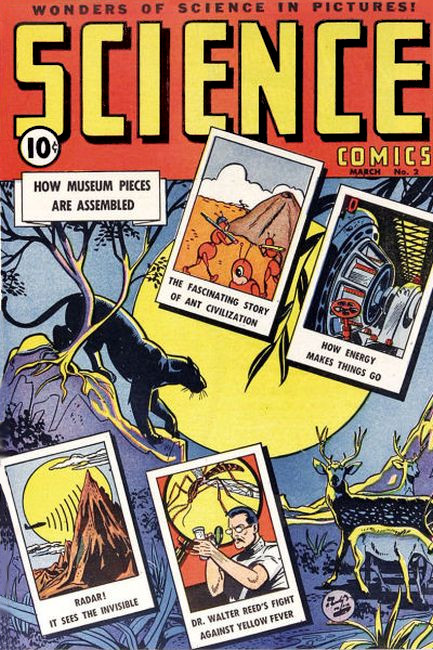 WONDERS OF SCIENCE IN PICTURES!
SCIENCE
COMICS
10¢
MARCH No. 2
HOW MUSEUM PIECES
ARE ASSEMBLED
THE FASCINATING STORY
OF ANT CIVILIZATION
HOW ENERGY
MAKES THINGS GO
RADAR!
IT SEES THE INVISIBLE
DR. WALTER REED'S FIGHT
AGAINST YELLOW FEVER